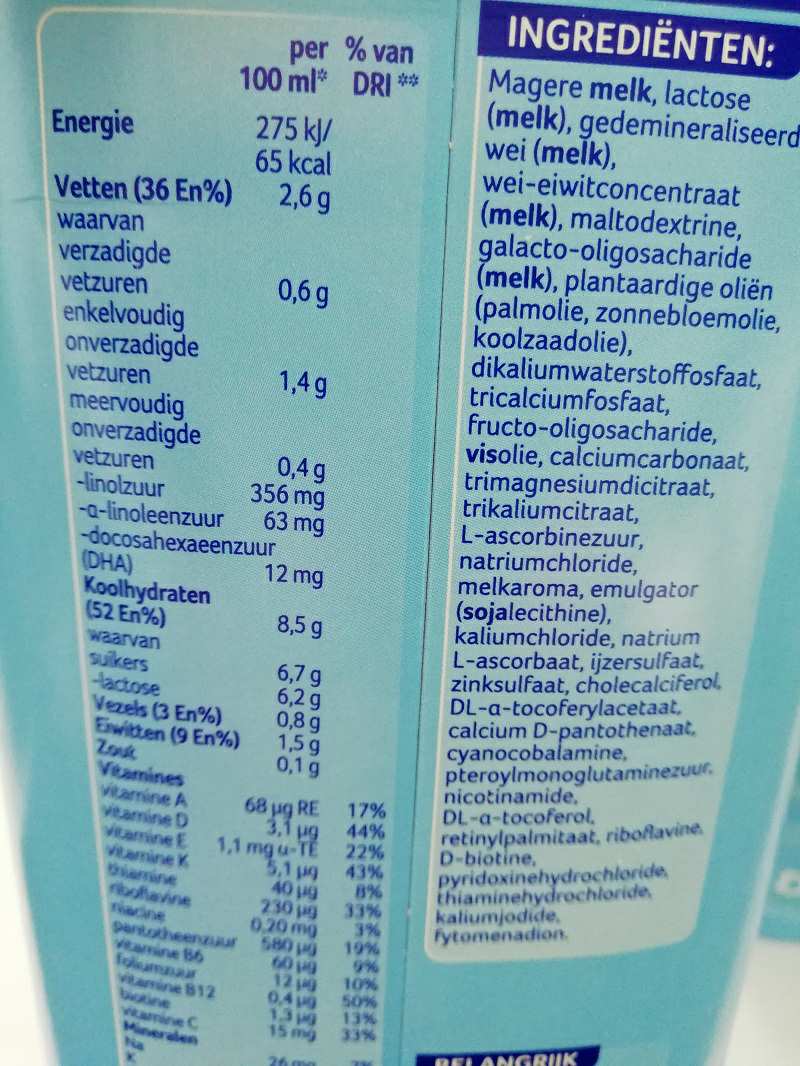 per % van
100 ml* DRI **
Energie 275 kJ/
65 kcal
Vetten (36 En%) 2,6 g
waarvan
verzadigde
vetzuren 0,6 g
enkelvoudig
onverzadigde
vetzuren 1,4 g
meervoudig
onverzadigde
vetzuren 0,4 g
-linolzuur 356 mg
-α-linoleenzuur 63 mg
-docosahexaeenzuur
(DHA) 12 mg
Koolhydraten
(52 En%) 8,5 g
waarvan
suikers 6,7 g
-lactose 6,2 g
Vezels (3 En%) 0,8 g
Eiwitten (9 En%) 1,5 g
Zout 0,1 g
Vitamines
vitamine A 68 µg RE 17%
vitamine D 3,1 µg 44%
vitamine E 1,1 mg α-TE 22%
vitamine K 5,1 µg 43%
thiamine 40 µg 8%
riboflavine 230 µg 33%
niacine 0,20 mg 3%
pantotheenzuur 580 µg 19%
vitamine B6 60 µg 9%
foliumzuur 12 µg 10%
vitamine B12 0,4 µg 50%
biotine 1,3 µg 13%
vitamine C 15 mg 33%
Mineralen
Na 26 mg
K
INGREDIËNTEN:
Magere melk, lactose
(melk), gedemineraliseerd
wei (melk),
wei-eiwitconcentraat
(melk), maltodextrine,
galacto-oligosacharide
(melk), plantaardige oliën
(palmolie, zonnebloemolie,
koolzaadolie),
dikaliumwaterstoffosfaat,
tricalciumfosfaat,
fructo-oligosacharide,
visolie, calciumcarbonaat,
trimagnesiumdicitraat,
trikaliumcitraat,
L-ascorbinezuur,
natriumchloride,
melkaroma, emulgator
(sojalecithine),
kaliumchloride, natrium
L-ascorbaat, ijzersulfaat,
zinksulfaat, cholecalciferol,
DL-α-tocoferylacetaat,
calcium D-pantothenaat,
cyanocobalamine,
pteroylmonoglutaminezuur,
nicotinamide,
DL-α-tocoferol,
retinylpalmitaat, riboflavine,
D-biotine,
pyridoxinehydrochloride,
thiaminehydrochloride,
kaliumjodide,
fytomenadion.
BELANGRIJK